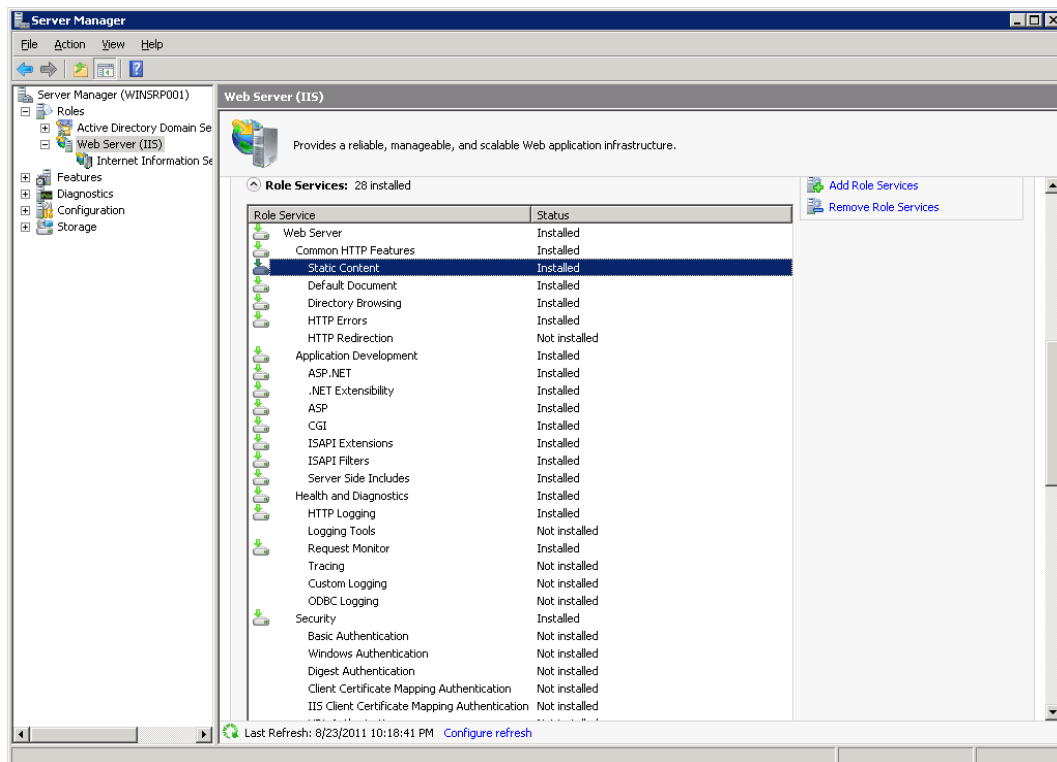 Server Manager
File Action View Help
Server Manager (WINSRP001)
Roles
Active Directory Domain Se
Web Server (IIS)
Internet Information Se
Features
Diagnostics
Configuration
Storage
Web Server (IIS)
Provides a reliable, manageable, and scalable Web application infrastructure.
Role Services: 28 installed
Add Role Services
Remove Role Services
Role Service Status
Web Server Installed
Common HTTP Features Installed
Static Content Installed
Default Document Installed
Directory Browsing Installed
HTTP Errors Installed
HTTP Redirection Not installed
Application Development Installed
ASP.NET Installed
.NET Extensibility Installed
ASP Installed
CGI Installed
ISAPI Extensions Installed
ISAPI Filters Installed
Server Side Includes Installed
Health and Diagnostics Installed
HTTP Logging Installed
Logging Tools Not installed
Request Monitor Installed
Tracing Not installed
Custom Logging Not installed
ODBC Logging Not installed
Security Installed
Basic Authentication Not installed
Windows Authentication Not installed
Digest Authentication Not installed
Client Certificate Mapping Authentication Not installed
IIS Client Certificate Mapping Authentication Not installed
Last Refresh: 8/23/2011 10:18:41 PM Configure refresh